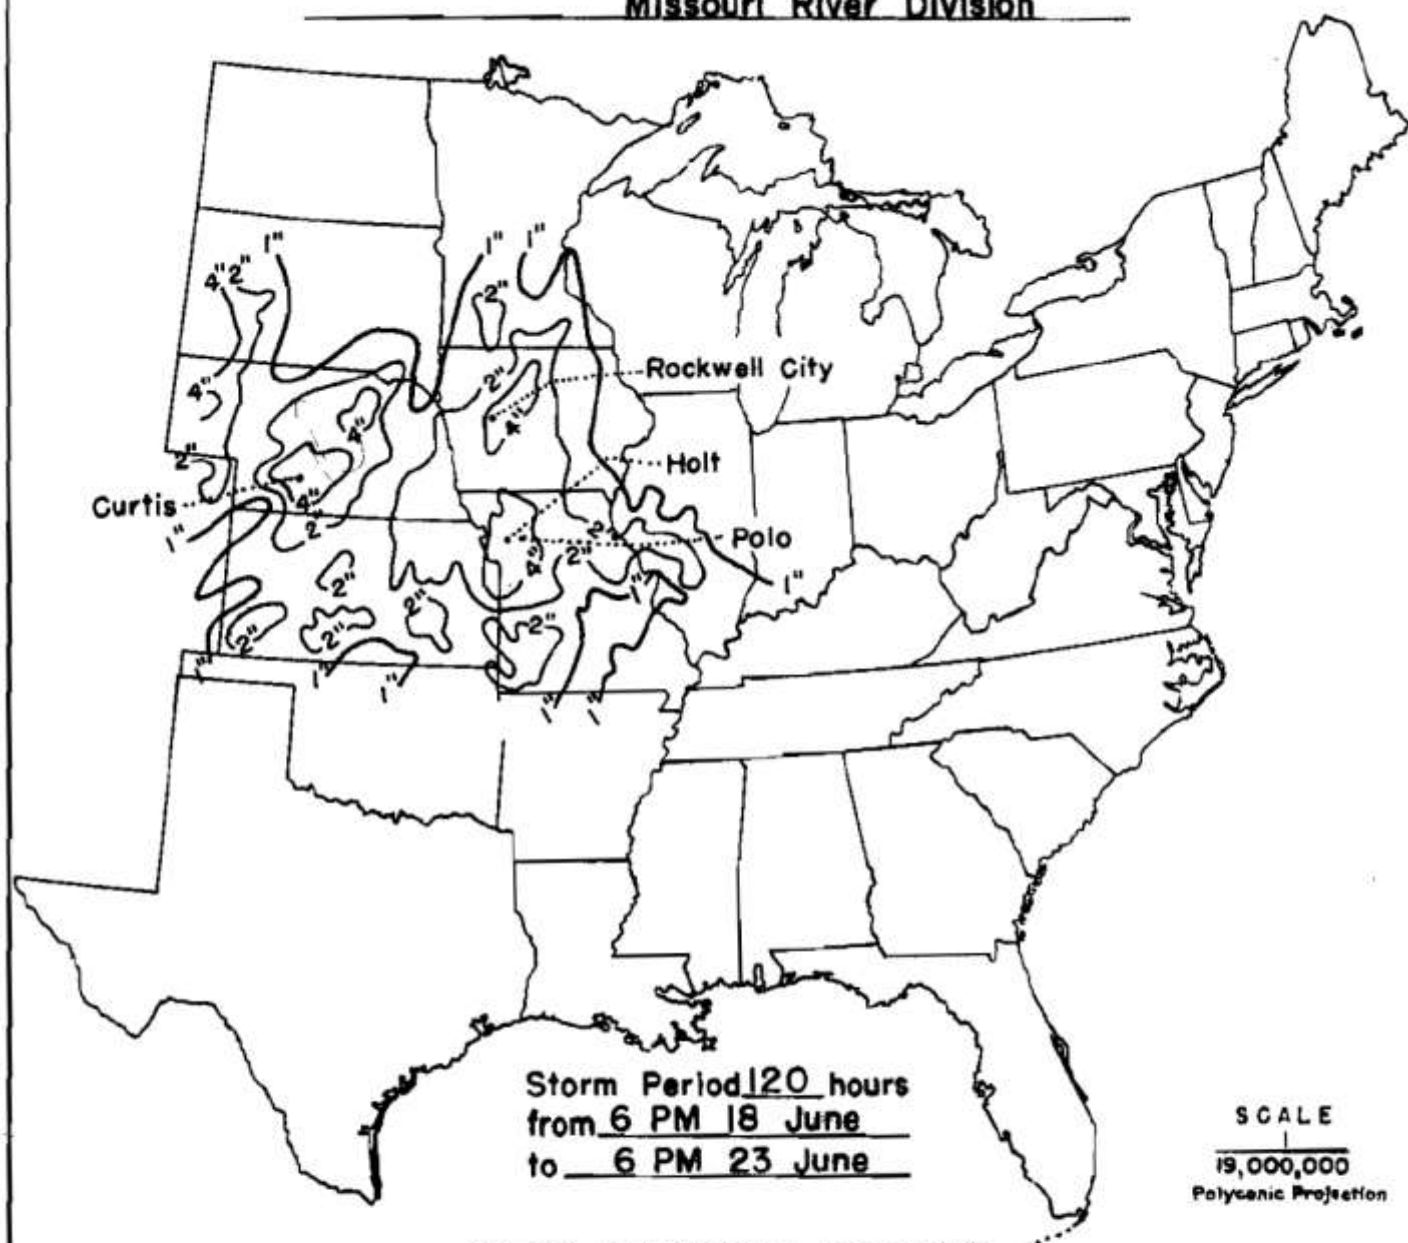 Missouri River Division
1" 1" 1"
4" 2"
2"
Rockwell City
2"
4"
4"
4"
Holt
2"
Curtis
4"
2"
1"
2"
Polo
4"
2"
1"
2"
1"
2"
2"
2"
2"
1"
1"
1"
1"
1"
Storm Period 120 hours
from 6 PM 18 June
to 6 PM 23 June
SCALE
1
19,000,000
Polyconic Projection